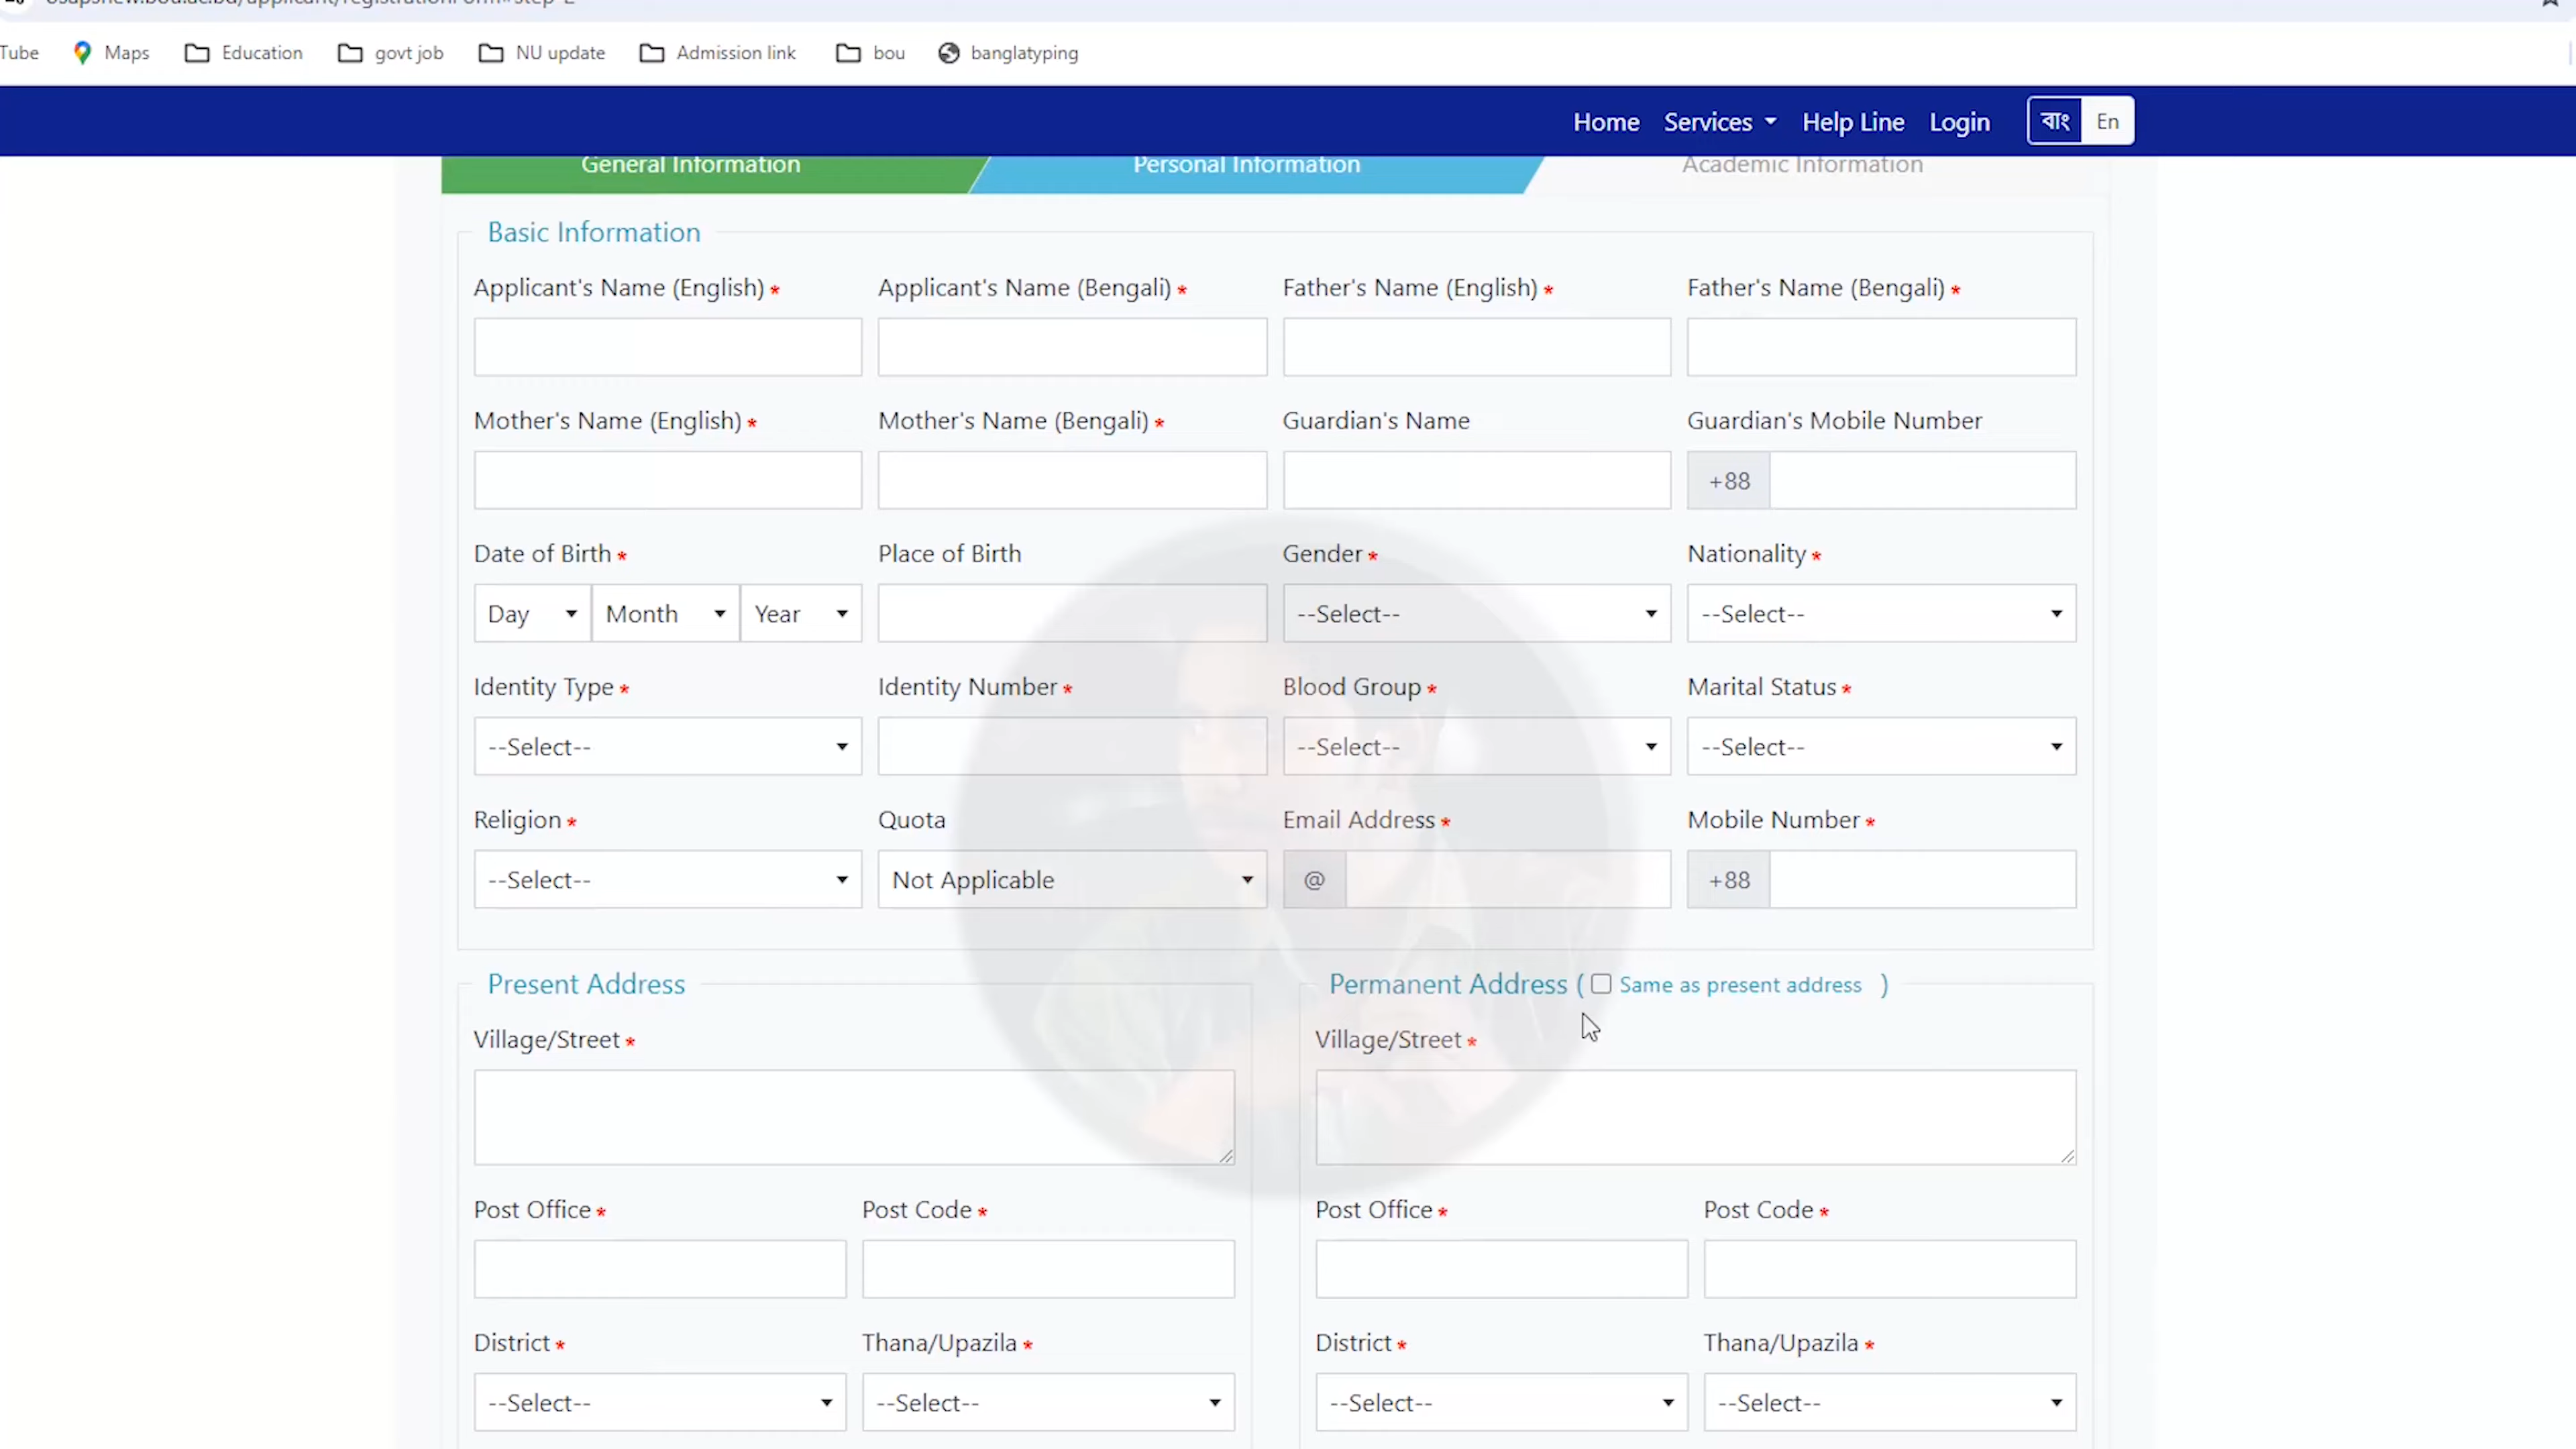 Tube Maps Education govt job NU update Admission link bou banglatyping
Home Services Help Line Login বাং En
General Information Personal Information Academic Information
Basic Information
Applicant's Name (English) * Applicant's Name (Bengali) * Father's Name (English) * Father's Name (Bengali) *
Mother's Name (English) * Mother's Name (Bengali) * Guardian's Name Guardian's Mobile Number
+88
Date of Birth * Place of Birth Gender * Nationality *
Day Month Year --Select-- --Select--
Identity Type * Identity Number * Blood Group * Marital Status *
--Select-- --Select-- --Select--
Religion * Quota Email Address * Mobile Number *
--Select-- Not Applicable @ +88
Present Address Permanent Address ( Same as present address )
Village/Street * Village/Street *
Post Office * Post Code * Post Office * Post Code *
District * Thana/Upazila * District * Thana/Upazila *
--Select-- --Select-- --Select-- --Select--